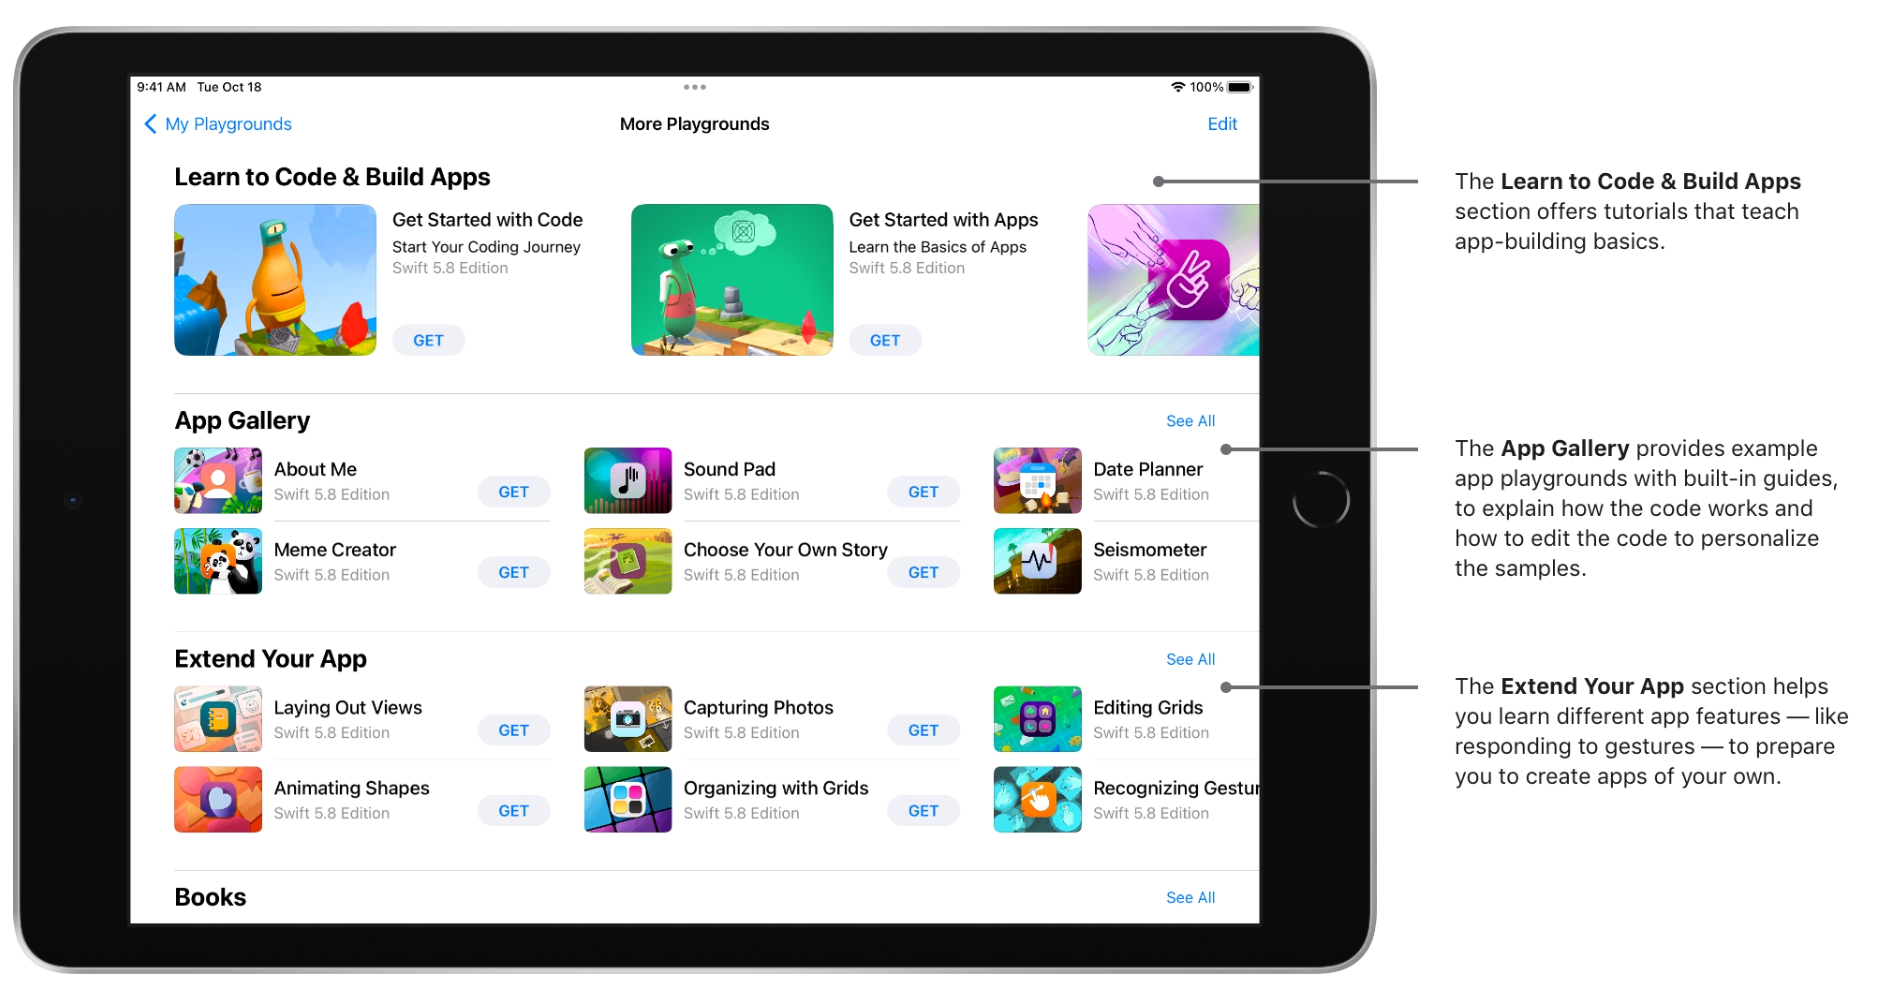 9:41 AM Tue Oct 18
100%
My Playgrounds
More Playgrounds
Edit
Learn to Code & Build Apps
Get Started with Code
Start Your Coding Journey
Swift 5.8 Edition
GET
Get Started with Apps
Learn the Basics of Apps
Swift 5.8 Edition
GET
App Gallery
See All
About Me
Swift 5.8 Edition
GET
Sound Pad
Swift 5.8 Edition
GET
Date Planner
Swift 5.8 Edition
Meme Creator
Swift 5.8 Edition
GET
Choose Your Own Story
Swift 5.8 Edition
GET
Seismometer
Swift 5.8 Edition
Extend Your App
See All
Laying Out Views
Swift 5.8 Edition
GET
Capturing Photos
Swift 5.8 Edition
GET
Editing Grids
Swift 5.8 Edition
Animating Shapes
Swift 5.8 Edition
GET
Organizing with Grids
Swift 5.8 Edition
GET
Recognizing Gestur
Swift 5.8 Edition
Books
See All
The Learn to Code & Build Apps
section offers tutorials that teach
app-building basics.
The App Gallery provides example
app playgrounds with built-in guides,
to explain how the code works and
how to edit the code to personalize
the samples.
The Extend Your App section helps
you learn different app features — like
responding to gestures — to prepare
you to create apps of your own.